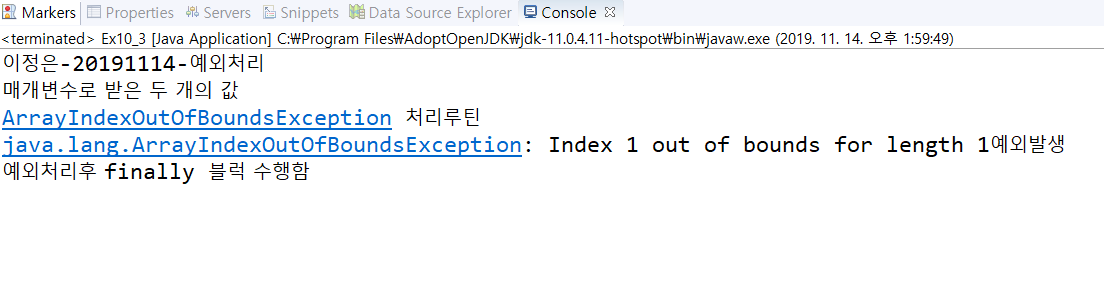 Markers Properties Servers Snippets Data Source Explorer Console
<terminated> Ex10_3 [Java Application] C:₩Program Files₩AdoptOpenJDK₩jdk-11.0.4.11-hotspot₩bin₩javaw.exe (2019. 11. 14. 오후 1:59:49)
이정은-20191114-예외처리
매개변수로 받은 두 개의 값
ArrayIndexOutOfBoundsException 처리루틴
java.lang.ArrayIndexOutOfBoundsException: Index 1 out of bounds for length 1예외발생
예외처리후 finally 블럭 수행함